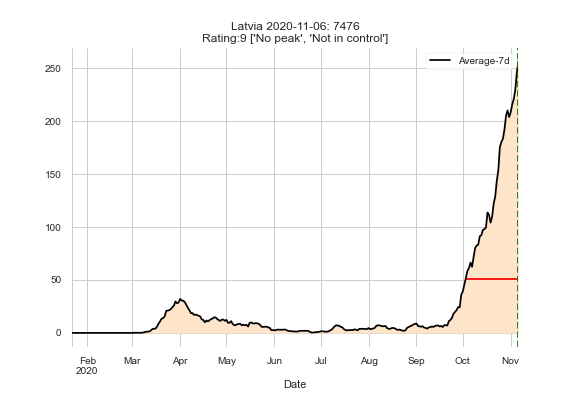 Latvia 2020-11-06: 7476
Rating:9 ['No peak', 'Not in control']
Average-7d
250
200
150
100
50
0
Feb Mar Apr May Jun Jul Aug Sep Oct Nov
2020
Date